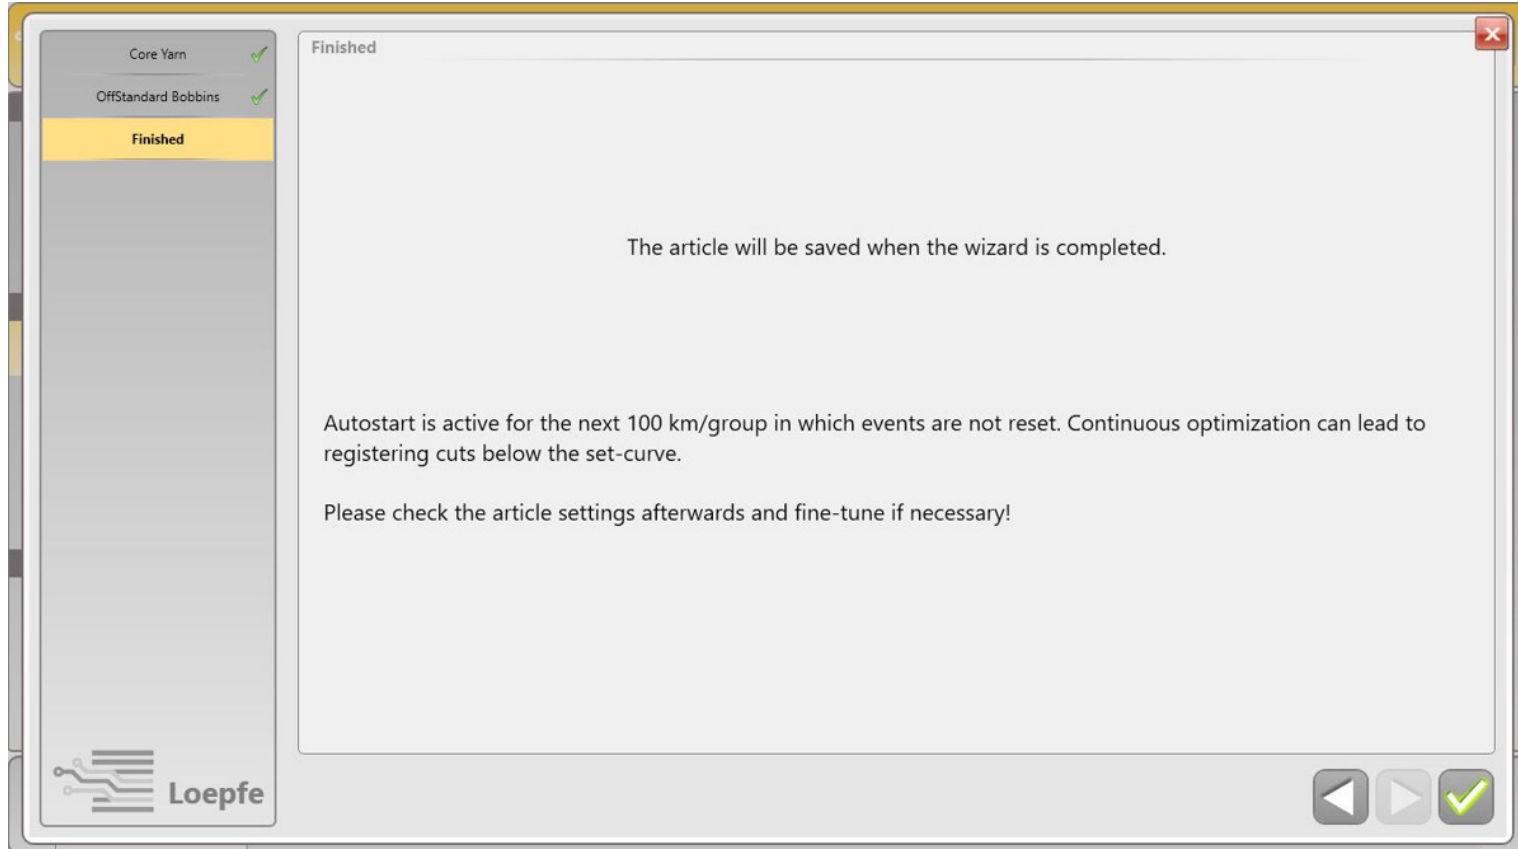 Core Yarn
OffStandard Bobbins
Finished
Finished
The article will be saved when the wizard is completed.
Autostart is active for the next 100 km/group in which events are not reset. Continuous optimization can lead to
registering cuts below the set-curve.
Please check the article settings afterwards and fine-tune if necessary!
Loepfe